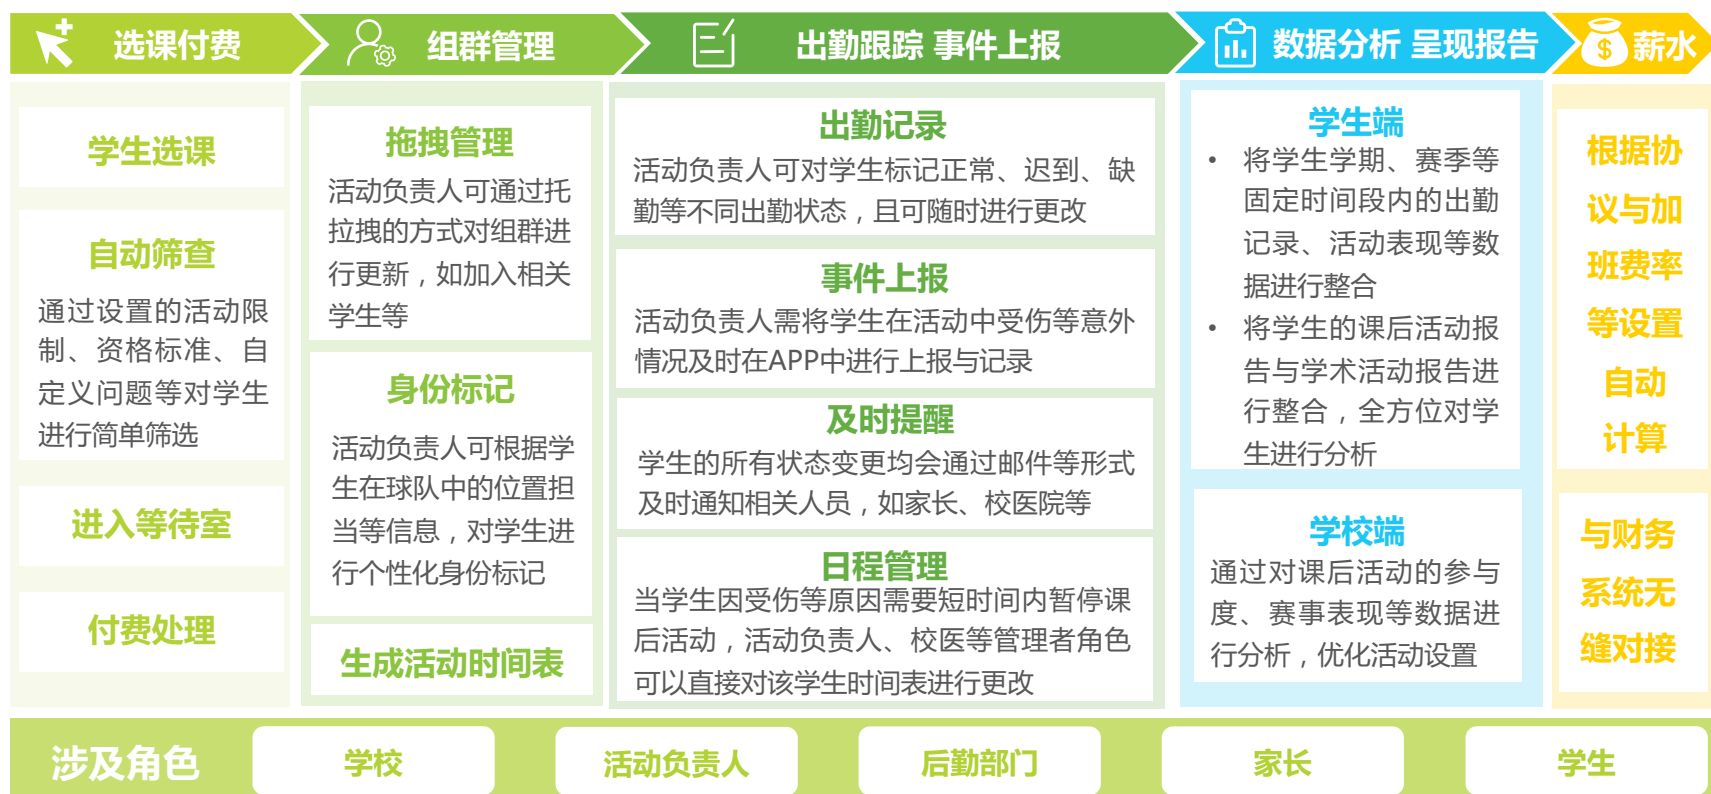 选课付费
组群管理
出勤跟踪 事件上报
数据分析 呈现报告
薪水
学生选课
自动筛查
通过设置的活动限
制、资格标准、自
定义问题等对学生
进行简单筛选
进入等待室
付费处理
拖拽管理
活动负责人可通过托
拉拽的方式对组群进
行更新，如加入相关
学生等
身份标记
活动负责人可根据学
生在球队中的位置担
当等信息，对学生进
行个性化身份标记
生成活动时间表
出勤记录
活动负责人可对学生标记正常、迟到、缺
勤等不同出勤状态，且可随时进行更改
事件上报
活动负责人需将学生在活动中受伤等意外
情况及时在APP中进行上报与记录
及时提醒
学生的所有状态变更均会通过邮件等形式
及时通知相关人员，如家长、校医院等
日程管理
当学生因受伤等原因需要短时间内暂停课
后活动，活动负责人、校医等管理者角色
可以直接对该学生时间表进行更改
学生端
• 将学生学期、赛季等
固定时间段内的出勤
记录、活动表现等数
据进行整合
• 将学生的课后活动报
告与学术活动报告进
行整合，全方位对学
生进行分析
学校端
通过对课后活动的参与
度、赛事表现等数据进
行分析，优化活动设置
根据协
议与加
班费率
等设置
自动
计算
与财务
系统无
缝对接
涉及角色
学校
活动负责人
后勤部门
家长
学生